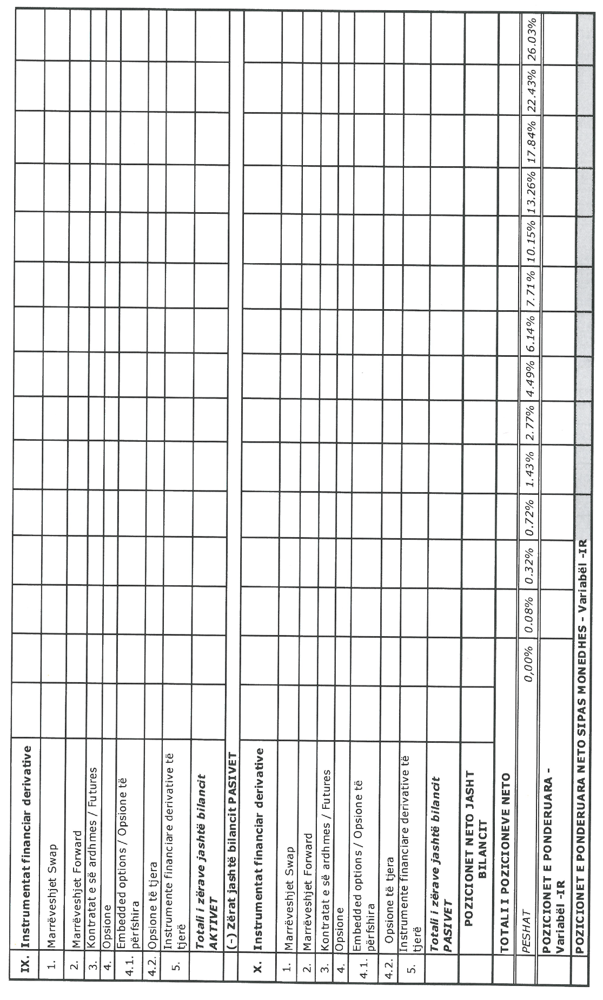 IX. Instrumentat financiar derivative
1. Marrëveshjet Swap
2. Marrëveshjet Forward
3. Kontratat e së ardhmes / Futures
4. Opsione
4.1. Embedded options / Opsione të
përfshira
4.2. Opsione të tjera
5. Instrumente financiare derivative të
tjerë
Totali i zërave jashtë bilancit
AKTIVET
(-) Zërat jashtë bilancit PASIVET
X. Instrumentat financiar derivative
1. Marrëveshjet Swap
2. Marrëveshjet Forward
3. Kontratat e së ardhmes / Futures
4. Opsione
4.1. Embedded options / Opsione të
përfshira
4.2. Opsione të tjera
5. Instrumente financiare derivative të
tjerë
Totali i zërave jashtë bilancit
PASIVET
POZICIONET NETO JASHT
BILANCIT
TOTALI I POZICIONEVE NETO
PESHAT 0,00% 0.08% 0.32% 0.72% 1.43% 2.77% 4.49% 6.14% 7.71% 10.15% 13.26% 17.84% 22.43% 26.03%
POZICIONET E PONDERUARA -
Variabël -IR
POZICIONET E PONDERUARA NETO SIPAS MONEDHES - Variabël -IR